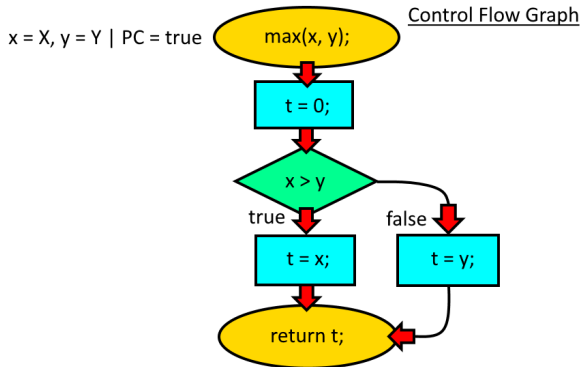 Control Flow Graph
x = X, y = Y | PC = true
max(x, y);
t = 0;
x > y
true
false
t = x;
t = y;
return t;